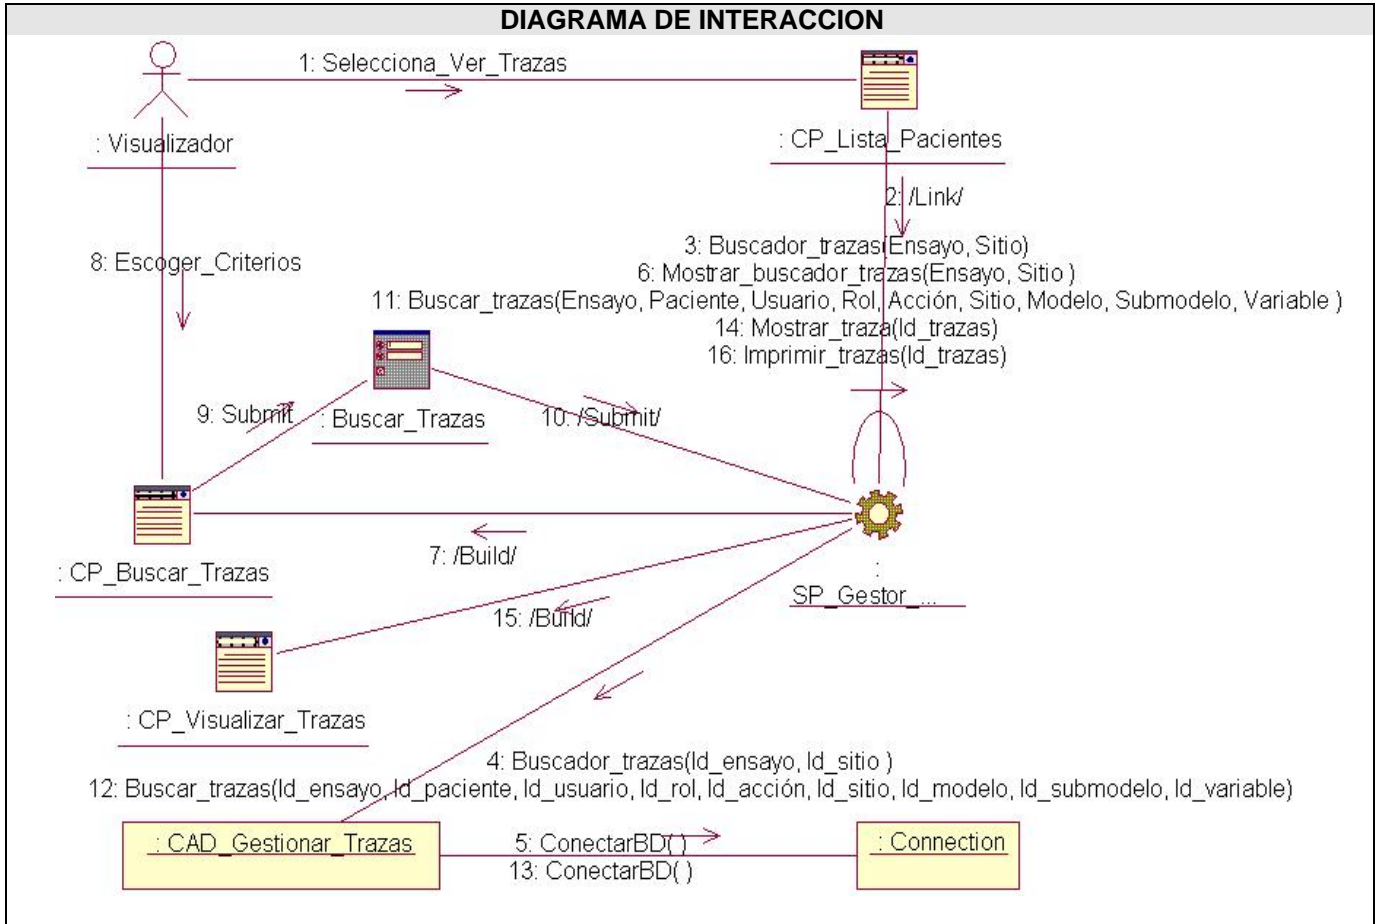 DIAGRAMA DE INTERACCION
1: Selecciona_Ver_Trazas
: Visualizador
: CP_Lista_Pacientes
2: /Link/
8: Escoger_Criterios
3: Buscador_trazas(Ensayo, Sitio)
6: Mostrar_buscador_trazas(Ensayo, Sitio )
11: Buscar_trazas(Ensayo, Paciente, Usuario, Rol, Acción, Sitio, Modelo, Submodelo, Variable )
14: Mostrar_traza(Id_trazas)
16: Imprimir_trazas(Id_trazas)
9: Submit
: Buscar_Trazas
10: /Submit/
7: /Build/
: CP_Buscar_Trazas
:
SP_Gestor_...
15: /Build/
: CP_Visualizar_Trazas
4: Buscador_trazas(Id_ensayo, Id_sitio )
12: Buscar_trazas(Id_ensayo, Id_paciente, Id_usuario, Id_rol, Id_acción, Id_sitio, Id_modelo, Id_submodelo, Id_variable)
: CAD_Gestionar_Trazas
5: ConectarBD( )
13: ConectarBD( )
: Connection